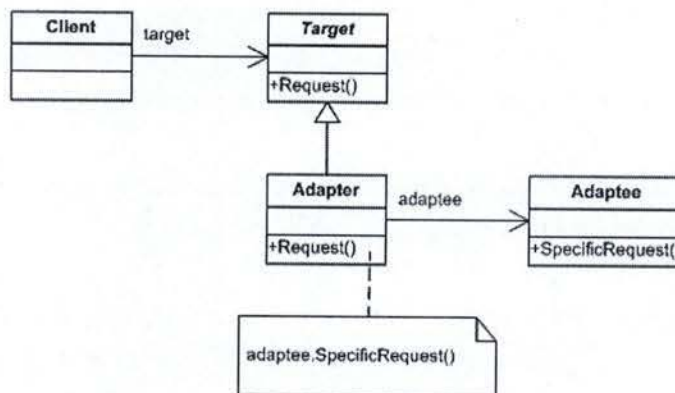 Client
target
Target
+Request()
Adapter
adaptee
Adaptee
+Request()
+SpecificRequest(
adaptee.SpecificRequest()